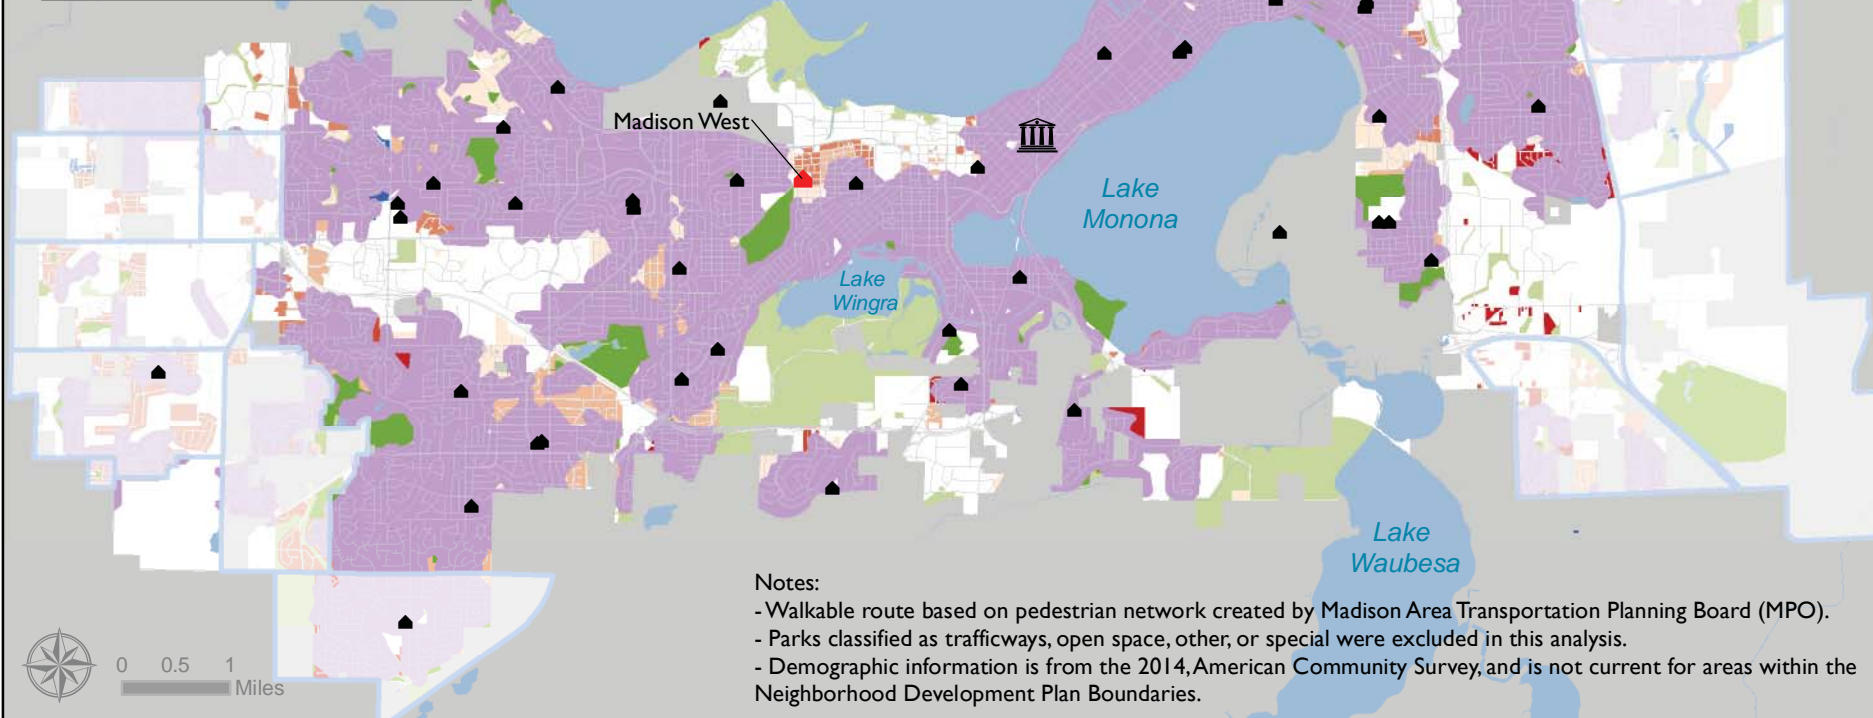 Madison West
Lake
Monona
Lake
Wingra
Lake
Waubesa
Notes:
- Walkable route based on pedestrian network created by Madison Area Transportation Planning Board (MPO).
- Parks classified as trafficways, open space, other, or special were excluded in this analysis.
- Demographic information is from the 2014, American Community Survey, and is not current for areas within the
Neighborhood Development Plan Boundaries.
0 0.5 1
Miles